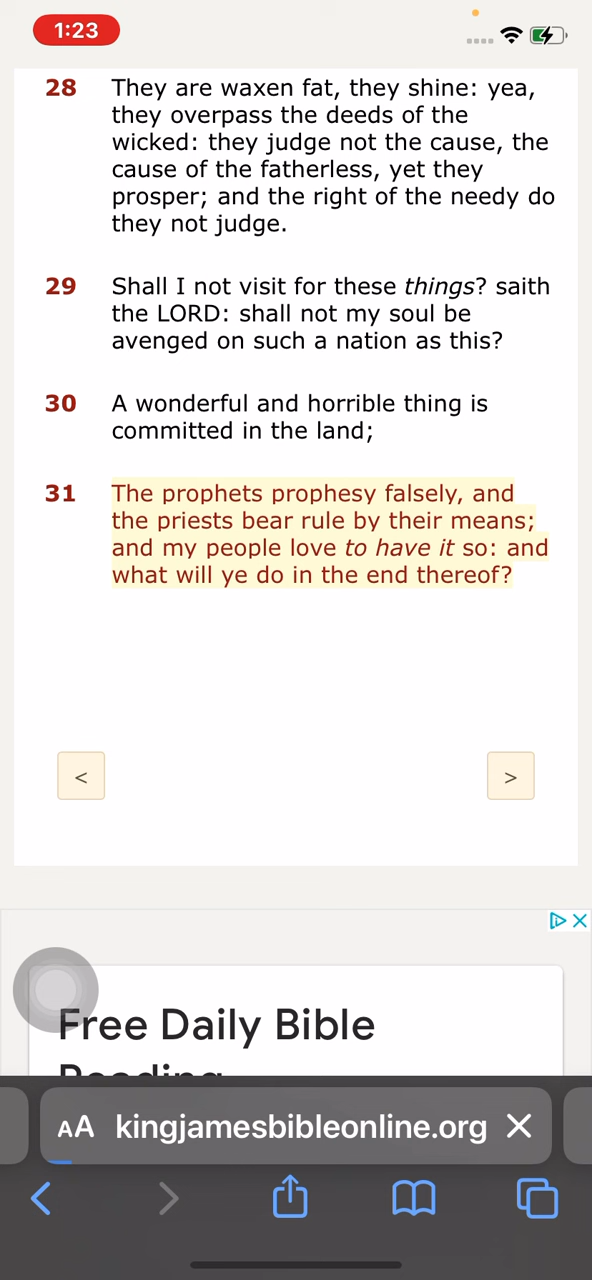 1:23
28 They are waxen fat, they shine: yea,
they overpass the deeds of the
wicked: they judge not the cause, the
cause of the fatherless, yet they
prosper; and the right of the needy do
they not judge.
29 Shall I not visit for these things? saith
the LORD: shall not my soul be
avenged on such a nation as this?
30 A wonderful and horrible thing is
committed in the land;
31 The prophets prophesy falsely, and
the priests bear rule by their means;
and my people love to have it so: and
what will ye do in the end thereof?
< >
Free Daily Bible
Reading
AA kingjamesbibleonline.org